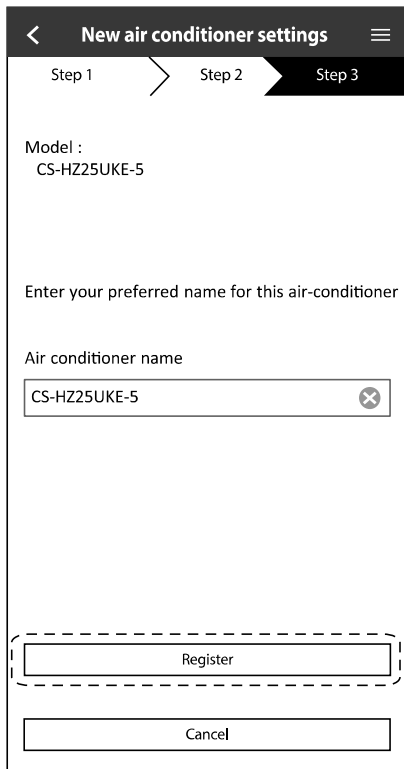 New air conditioner settings
Step 1 Step 2 Step 3
Model :
CS-HZ25UKE-5
Enter your preferred name for this air-conditioner
Air conditioner name
CS-HZ25UKE-5
Register
Cancel